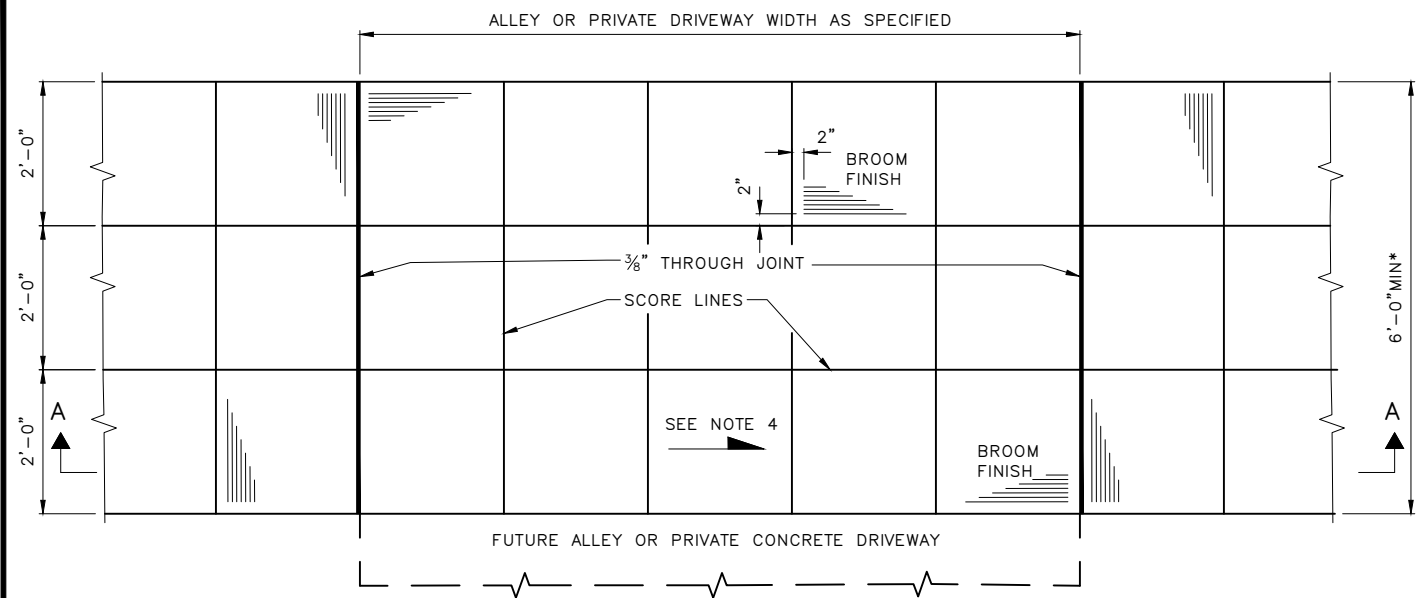 ALLEY OR PRIVATE DRIVEWAY WIDTH AS SPECIFIED
2'-0"
2"
2"
BROOM
FINISH
2'-0"
⅜" THROUGH JOINT
SCORE LINES
6'-0"MIN*
2'-0"
A
SEE NOTE 4
BROOM
FINISH
A
FUTURE ALLEY OR PRIVATE CONCRETE DRIVEWAY